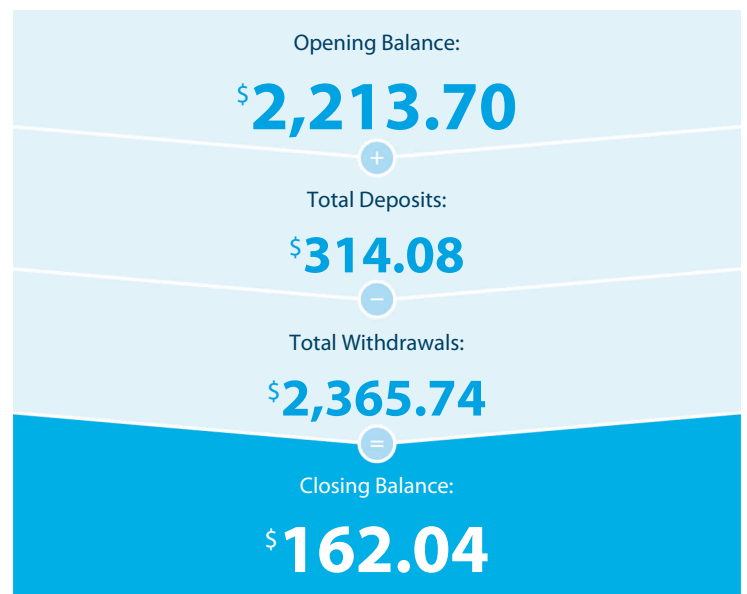 Opening Balance:
$2,213.70
+
Total Deposits:
$314.08
−
Total Withdrawals:
$2,365.74
=
Closing Balance:
$162.04